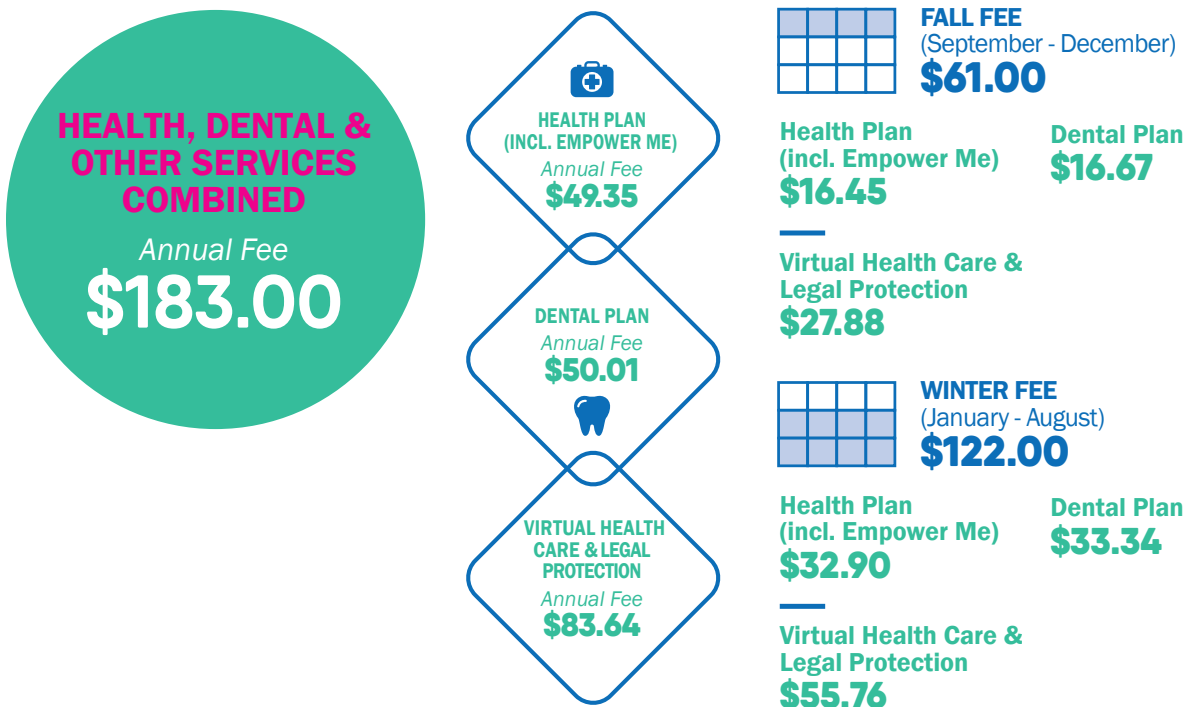 HEALTH, DENTAL &
OTHER SERVICES
COMBINED
Annual Fee
$183.00
HEALTH PLAN
(INCL. EMPOWER ME)
Annual Fee
$49.35
DENTAL PLAN
Annual Fee
$50.01
VIRTUAL HEALTH
CARE & LEGAL
PROTECTION
Annual Fee
$83.64
FALL FEE
(September - December)
$61.00
Health Plan
(incl. Empower Me)
$16.45
Dental Plan
$16.67
Virtual Health Care &
Legal Protection
$27.88
WINTER FEE
(January - August)
$122.00
Health Plan
(incl. Empower Me)
$32.90
Dental Plan
$33.34
Virtual Health Care &
Legal Protection
$55.76